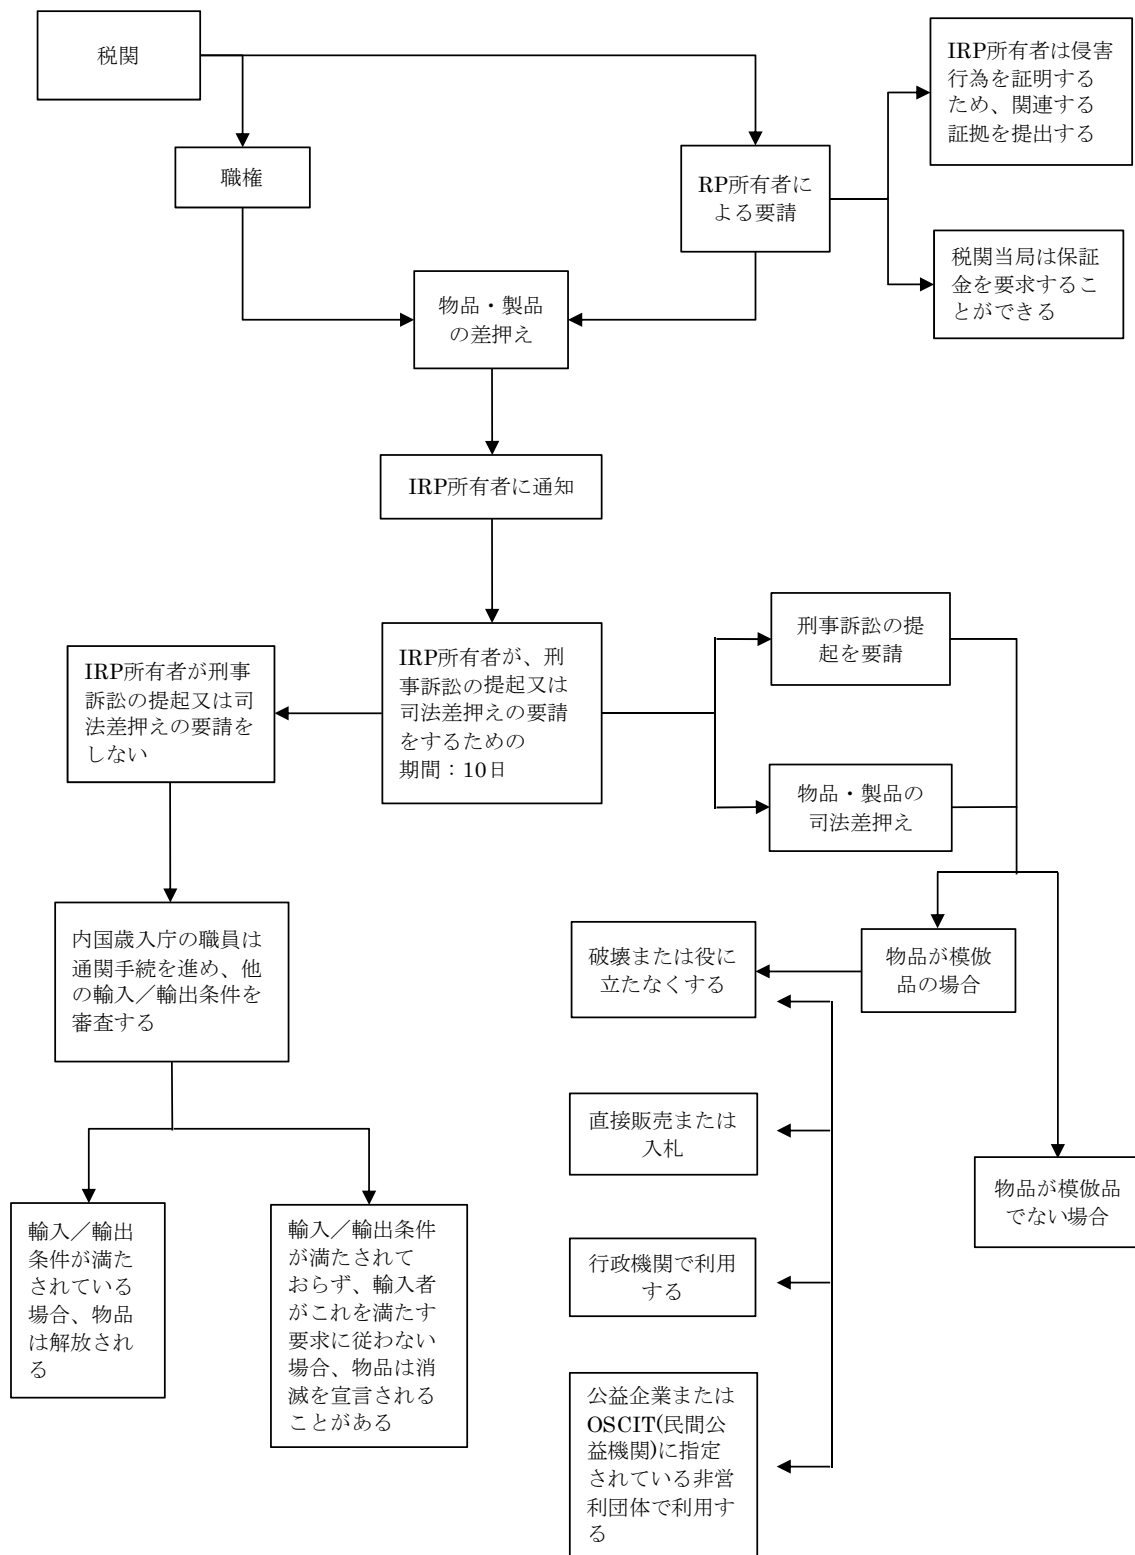 税関
IRP所有者は侵害
行為を証明する
ため、関連する
証拠を提出する
職権
RP所有者に
よる要請
税関当局は保証
金を要求するこ
とができる
物品・製品
の差押え
IRP所有者に通知
刑事訴訟の提
起を要請
IRP所有者が刑事
訴訟の提起又は司
法差押えの要請を
しない
IRP所有者が、刑
事訴訟の提起又は
司法差押えの要請
をするための
期間：10日
物品・製品の
司法差押え
内国歳入庁の職員は
通関手続を進め、他
の輸入／輸出条件を
審査する
破壊または役に
立たなくする
物品が模倣
品の場合
直接販売または
入札
物品が模倣品
でない場合
輸入／輸出
条件が満た
されている
場合、物品
は解放され
る
輸入／輸出条件
が満たされて
おらず、輸入者
がこれを満たす
要求に従わない
場合、物品は消
滅を宣言される
ことがある
行政機関で利用
する
公益企業または
OSCIT(民間公
益機関)に指定
されている非営
利団体で利用す
る